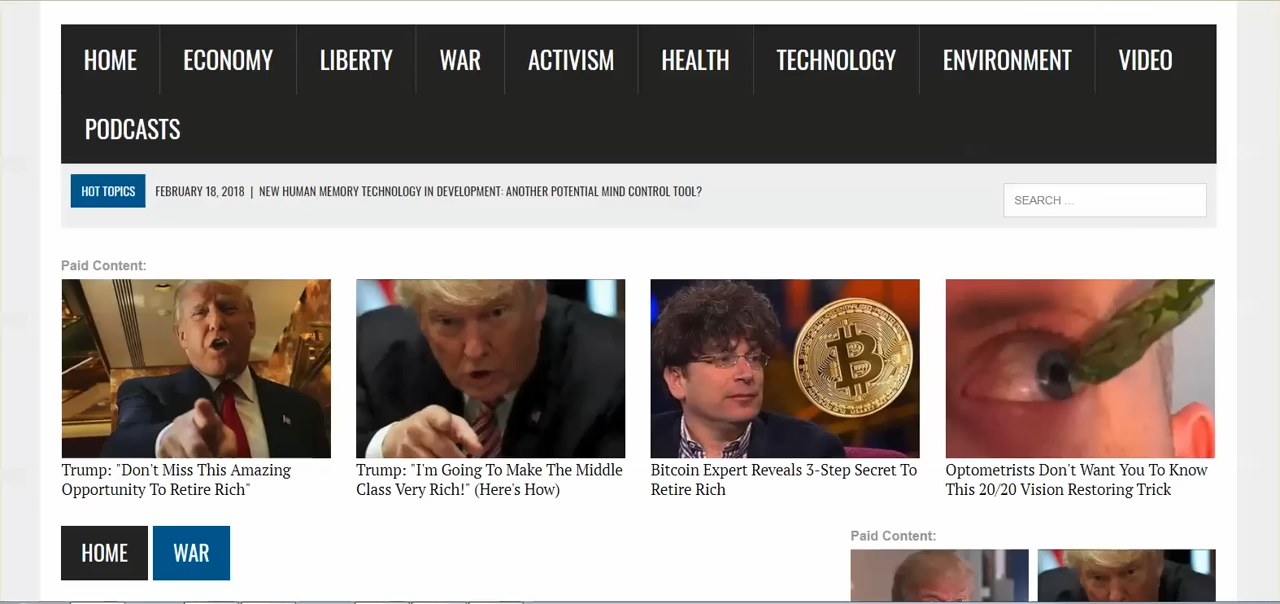 HOME ECONOMY LIBERTY WAR ACTIVISM HEALTH TECHNOLOGY ENVIRONMENT VIDEO
PODCASTS
HOT TOPICS FEBRUARY 18, 2018 | NEW HUMAN MEMORY TECHNOLOGY IN DEVELOPMENT: ANOTHER POTENTIAL MIND CONTROL TOOL?
SEARCH ...
Paid Content:
Trump: "Don't Miss This Amazing
Opportunity To Retire Rich"
Trump: "I'm Going To Make The Middle
Class Very Rich!" (Here's How)
Bitcoin Expert Reveals 3-Step Secret To
Retire Rich
Optometrists Don't Want You To Know
This 20/20 Vision Restoring Trick
HOME WAR
Paid Content: